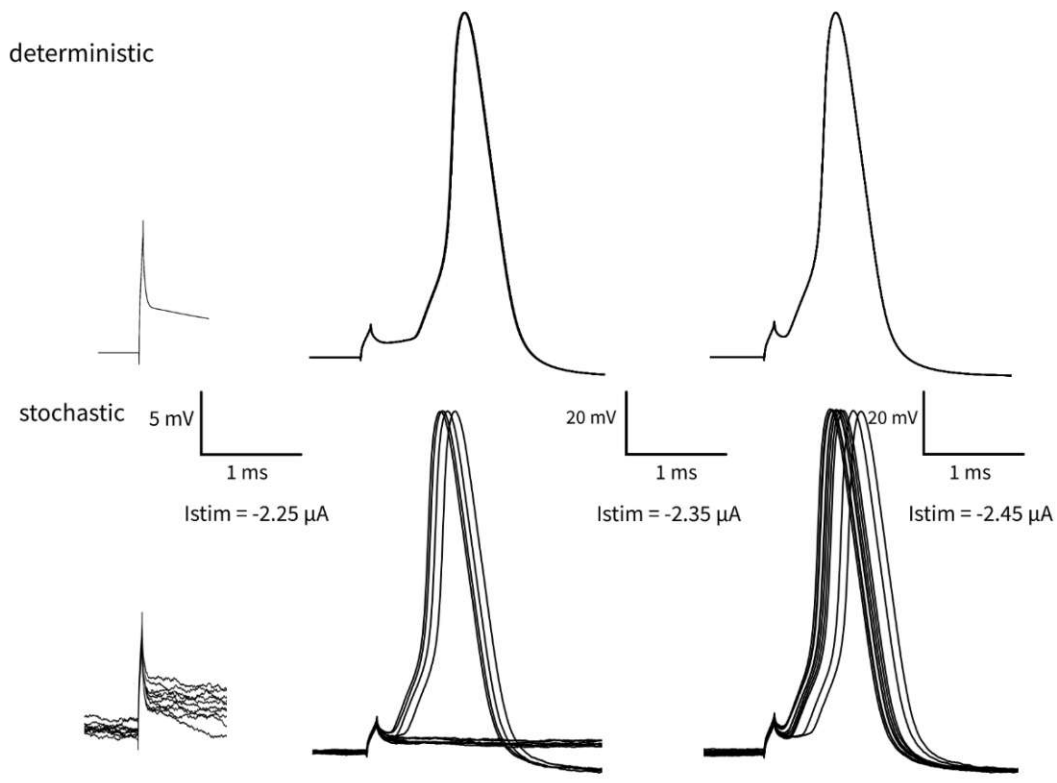 deterministic
stochastic
5 mV
1 ms
20 mV
1 ms
20 mV
1 ms
Istim = -2.25 μA
Istim = -2.35 μA
Istim = -2.45 μA